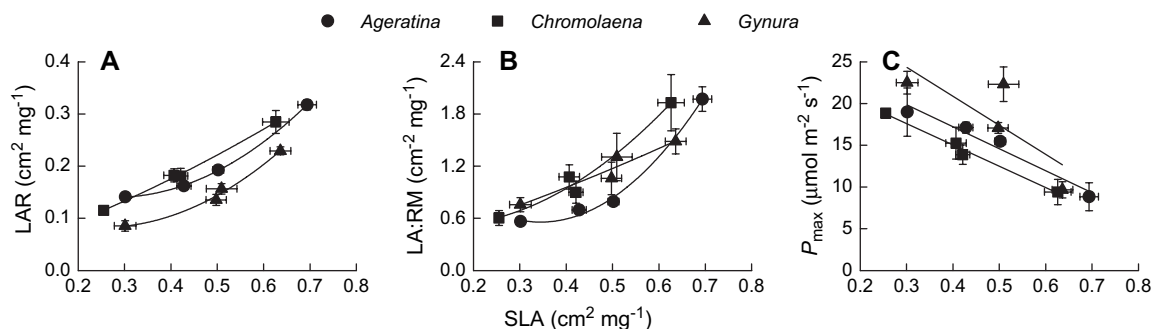 Ageratina Chromolaena Gynura
A
LAR (cm² mg⁻¹)
0.4
0.3
0.2
0.1
0.0
0.2 0.3 0.4 0.5 0.6 0.7 0.8
B
LA:RM (cm⁻² mg⁻¹)
2.4
1.8
1.2
0.6
0.0
0.2 0.3 0.4 0.5 0.6 0.7 0.8
SLA (cm² mg⁻¹)
C
Pmax (μmol m⁻² s⁻¹)
25
20
15
10
5
0
0.2 0.3 0.4 0.5 0.6 0.7 0.8